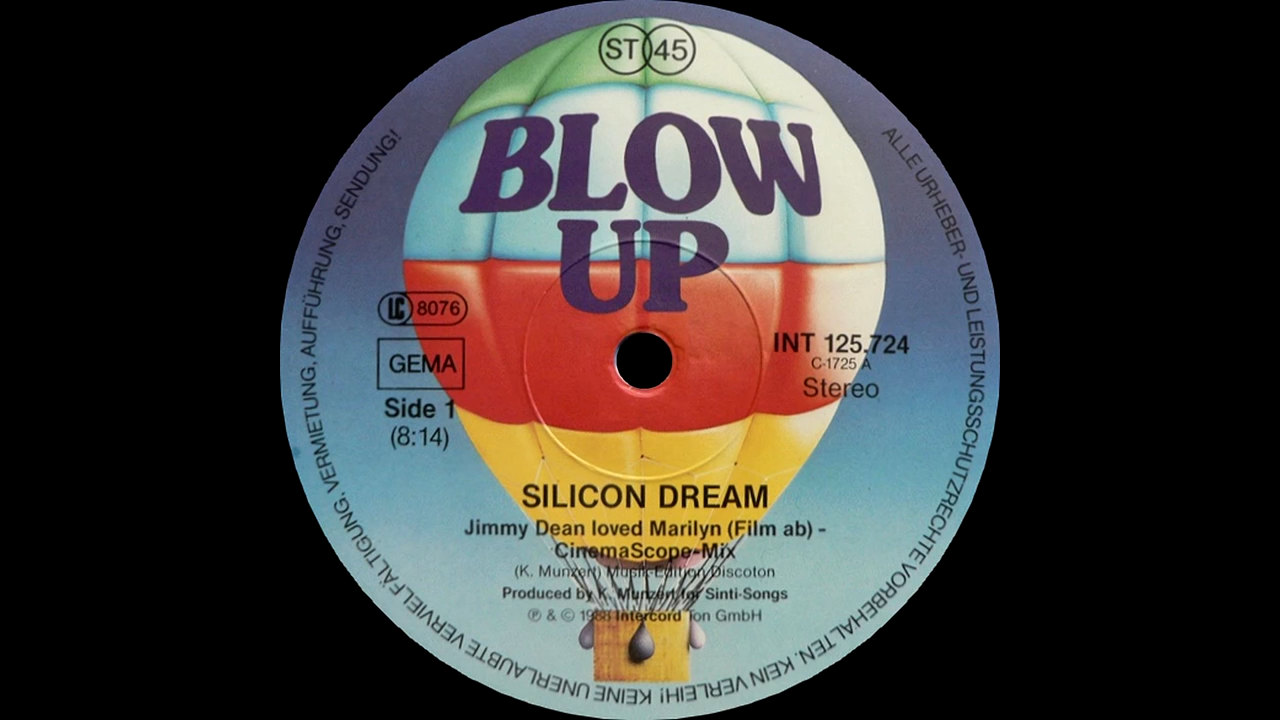 ST 45
BLOW
UP
LC 8076
GEMA
Side 1
(8:14)
INT 125.724
C-1725 A
Stereo
SILICON DREAM
Jimmy Dean loved Marilyn (Film ab) -
CinemaScope-Mix
(K. Munzert) Musik-Edition Discoton
Produced by K. Munzert for Sinti-Songs
℗ & © 1988 Intercord Ton GmbH
ALLE URHEBER- UND LEISTUNGSSCHUTZRECHTE VORBEHALTEN. KEIN VERLEIH! KEINE UNERLAUBTE VERVIELFÄLTIGUNG, VERMIETUNG, AUFFÜHRUNG, SENDUNG!